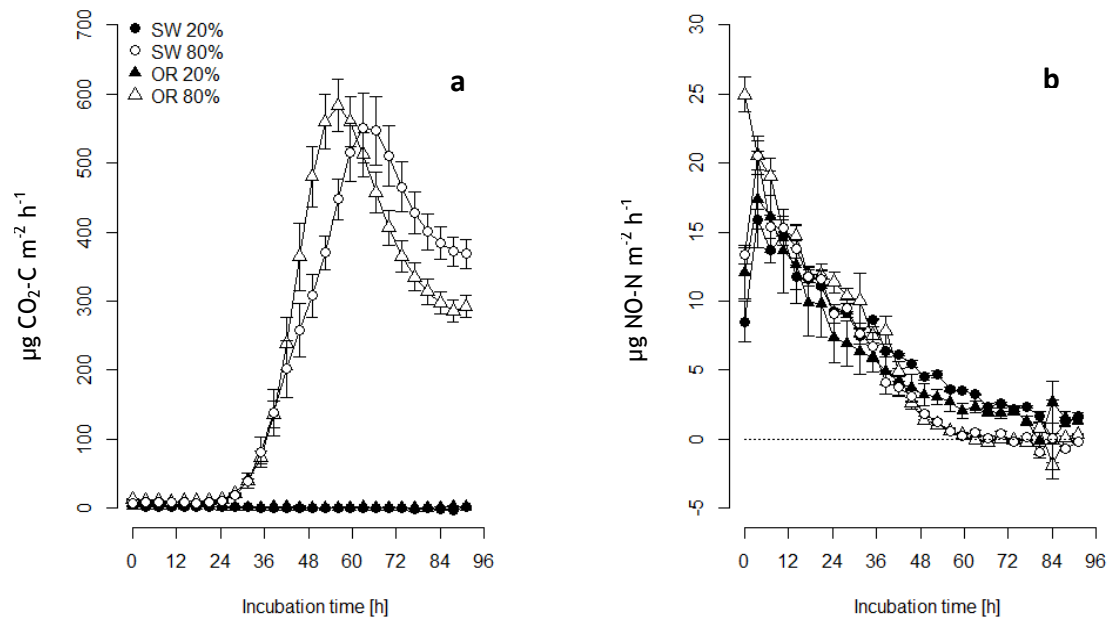 SW 20%
SW 80%
OR 20%
OR 80%
a
700
600
500
400
300
200
100
0
µg CO₂-C m⁻² h⁻¹
0 12 24 36 48 60 72 84 96
Incubation time [h]
b
30
25
20
15
10
5
0
-5
µg NO-N m⁻² h⁻¹
0 12 24 36 48 60 72 84 96
Incubation time [h]